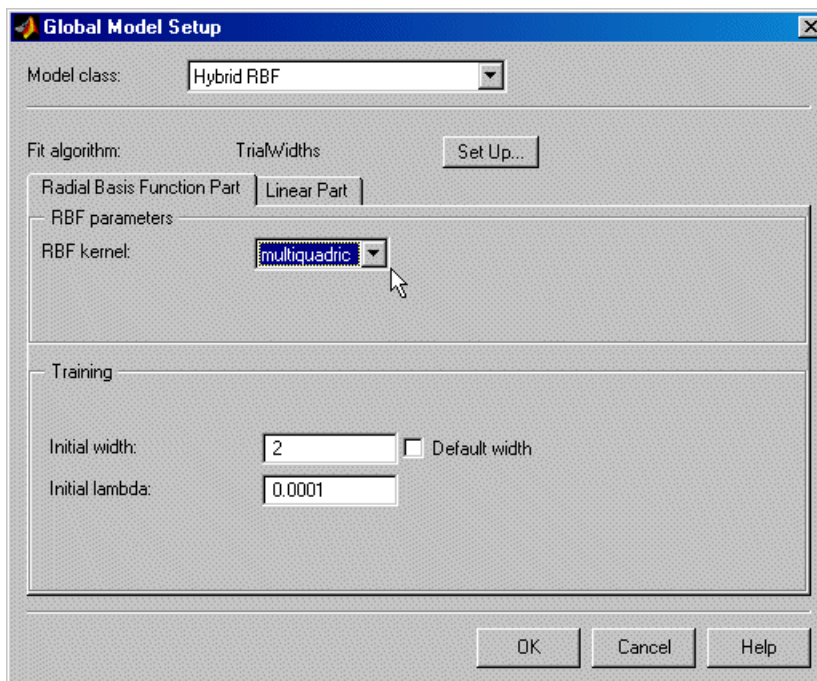 Global Model Setup
Model class: Hybrid RBF
Fit algorithm: TrialWidths Set Up...
Radial Basis Function Part Linear Part
RBF parameters
RBF kernel: multiquadric
Training
Initial width: 2 Default width
Initial lambda: 0.0001
OK Cancel Help